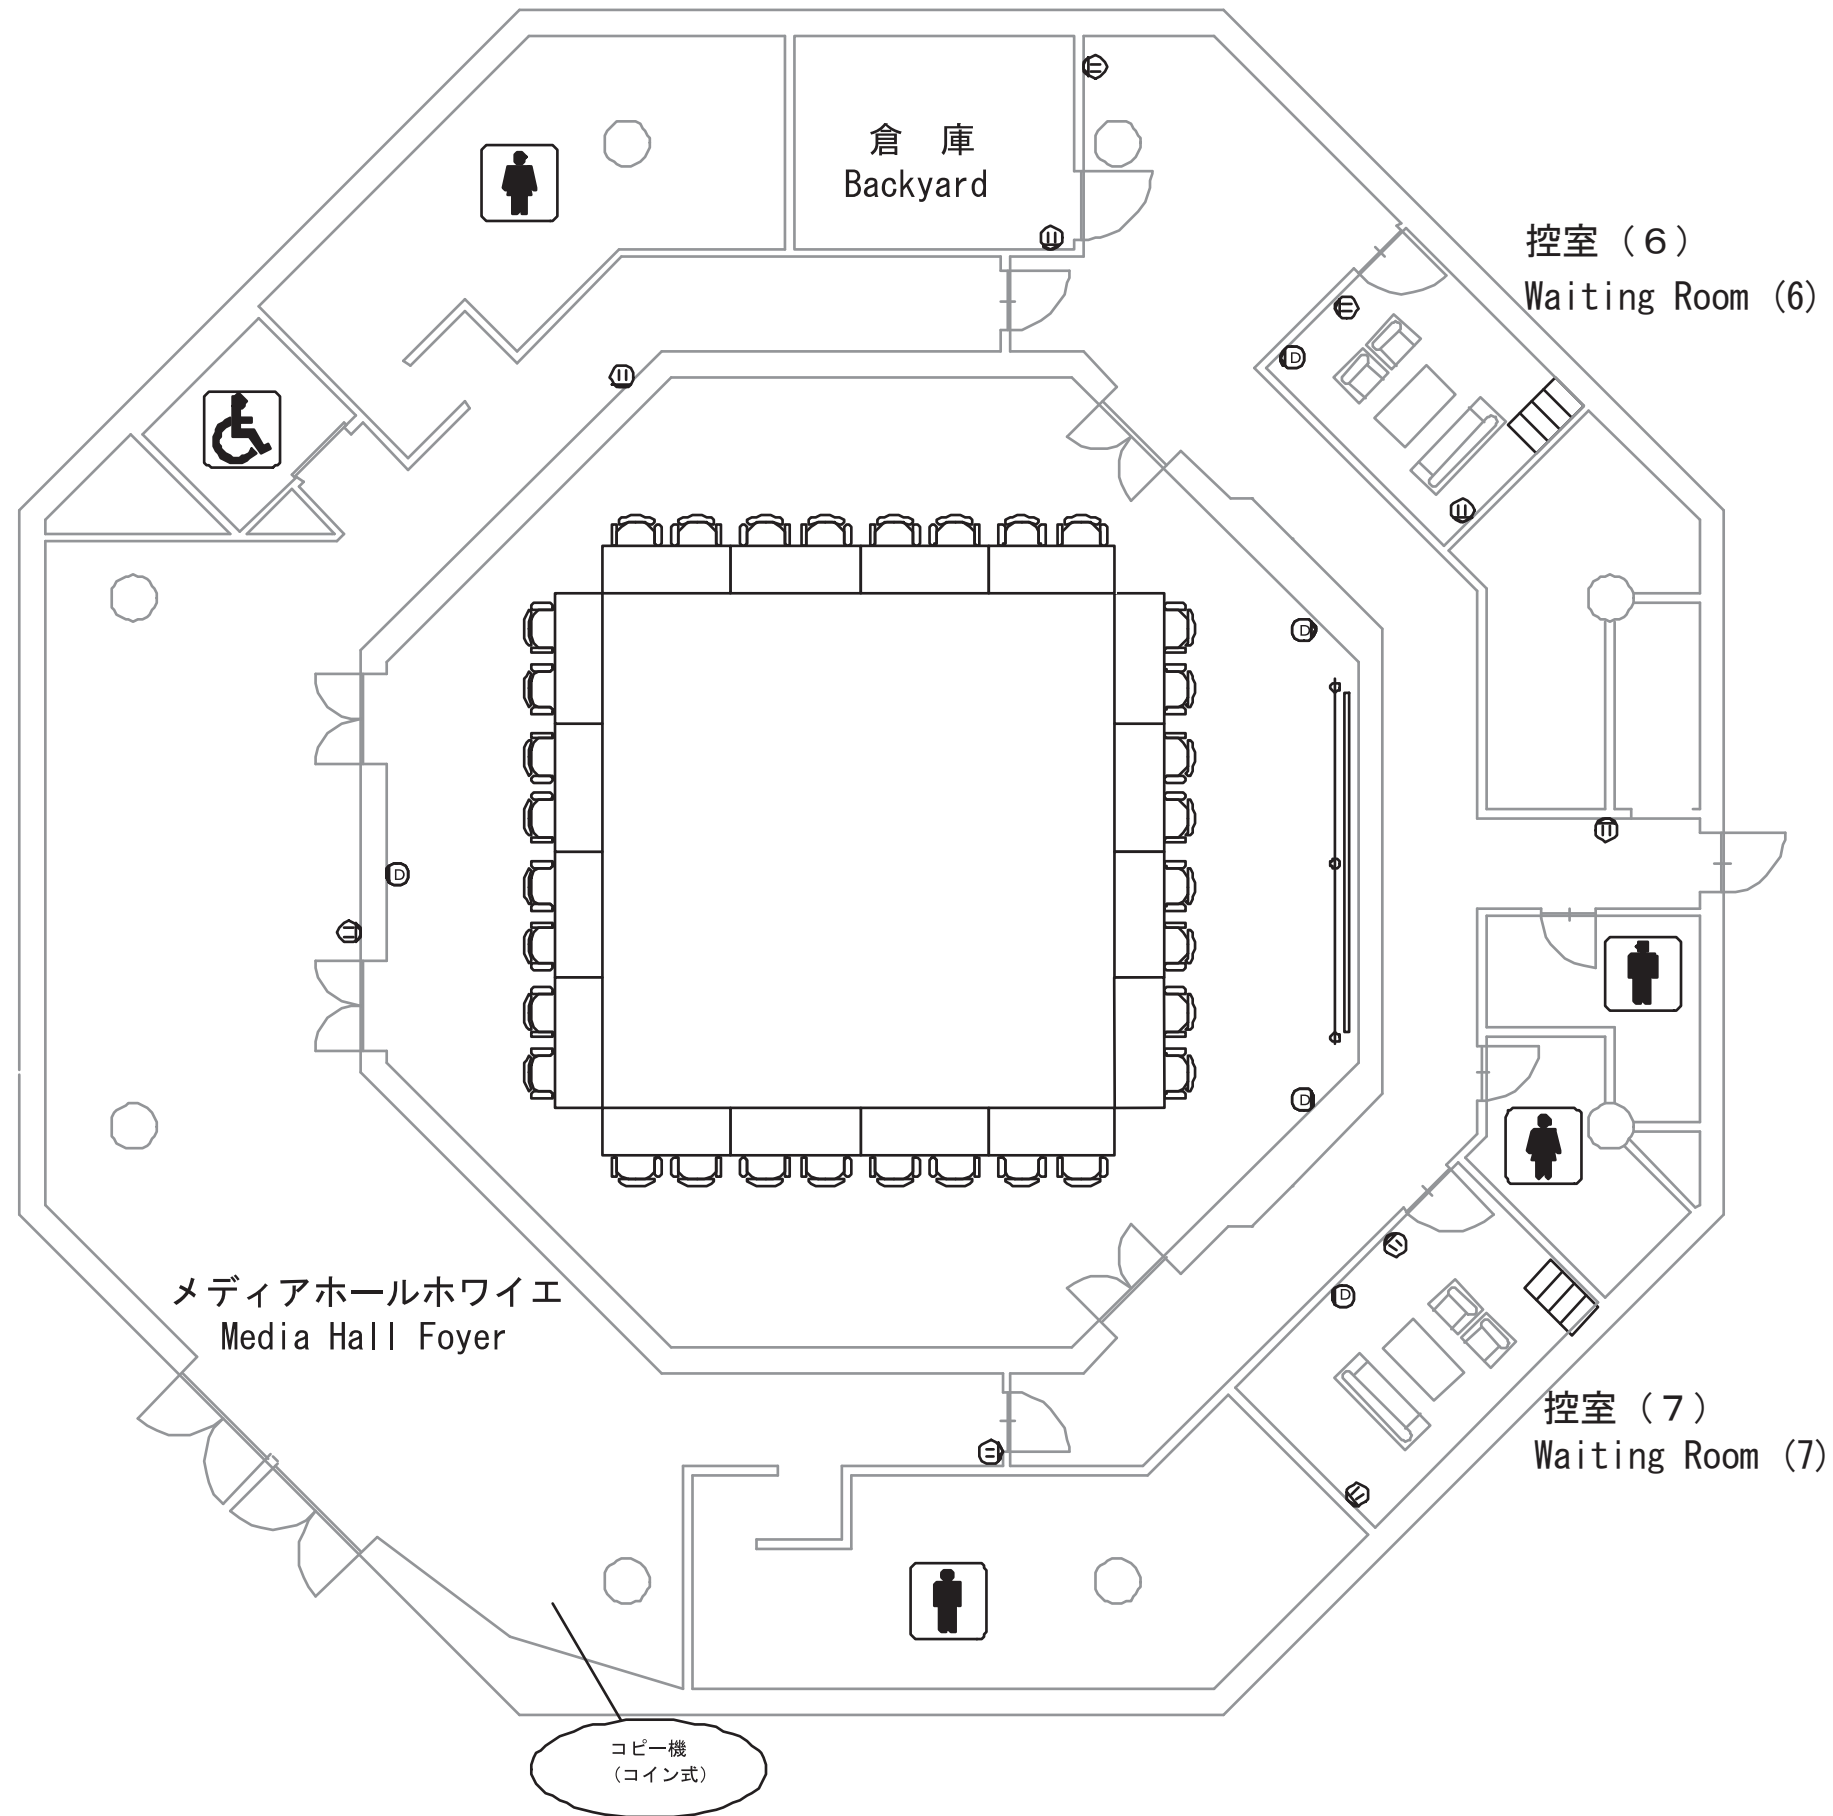 倉　庫
Backyard
控室（６）
Waiting Room (6)
D
D
D
D
メディアホールホワイエ
Media Hall Foyer
D
D
控室（７）
Waiting Room (7)
コピー機
（コイン式）